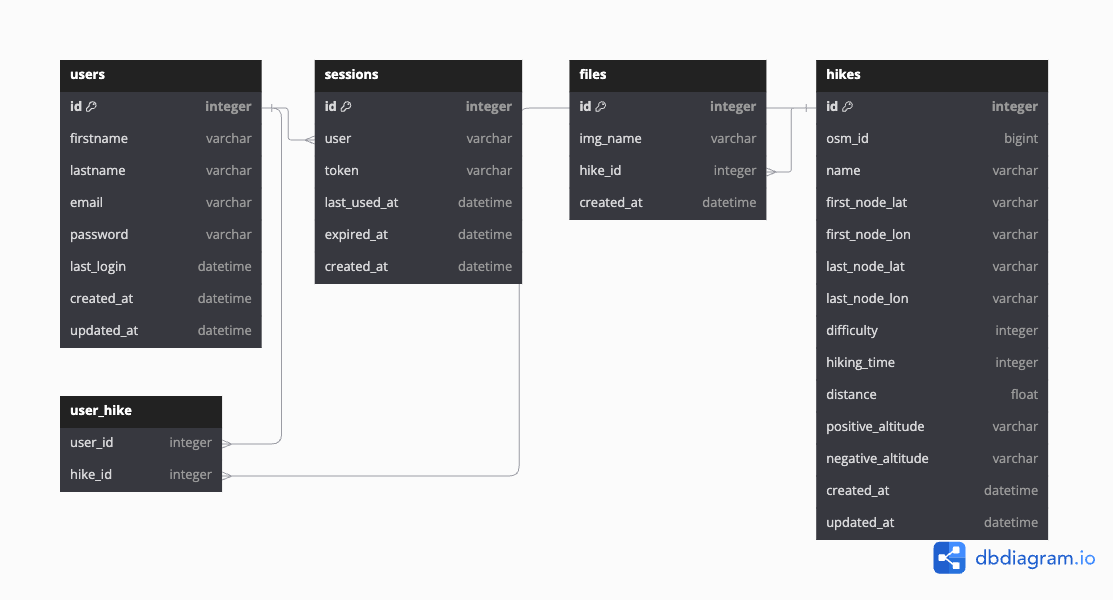 users
id integer
firstname varchar
lastname varchar
email varchar
password varchar
last_login datetime
created_at datetime
updated_at datetime
sessions
id integer
user varchar
token varchar
last_used_at datetime
expired_at datetime
created_at datetime
files
id integer
img_name varchar
hike_id integer
created_at datetime
hikes
id integer
osm_id bigint
name varchar
first_node_lat varchar
first_node_lon varchar
last_node_lat varchar
last_node_lon varchar
difficulty integer
hiking_time integer
distance float
positive_altitude varchar
negative_altitude varchar
created_at datetime
updated_at datetime
user_hike
user_id integer
hike_id integer
dbdiagram.io